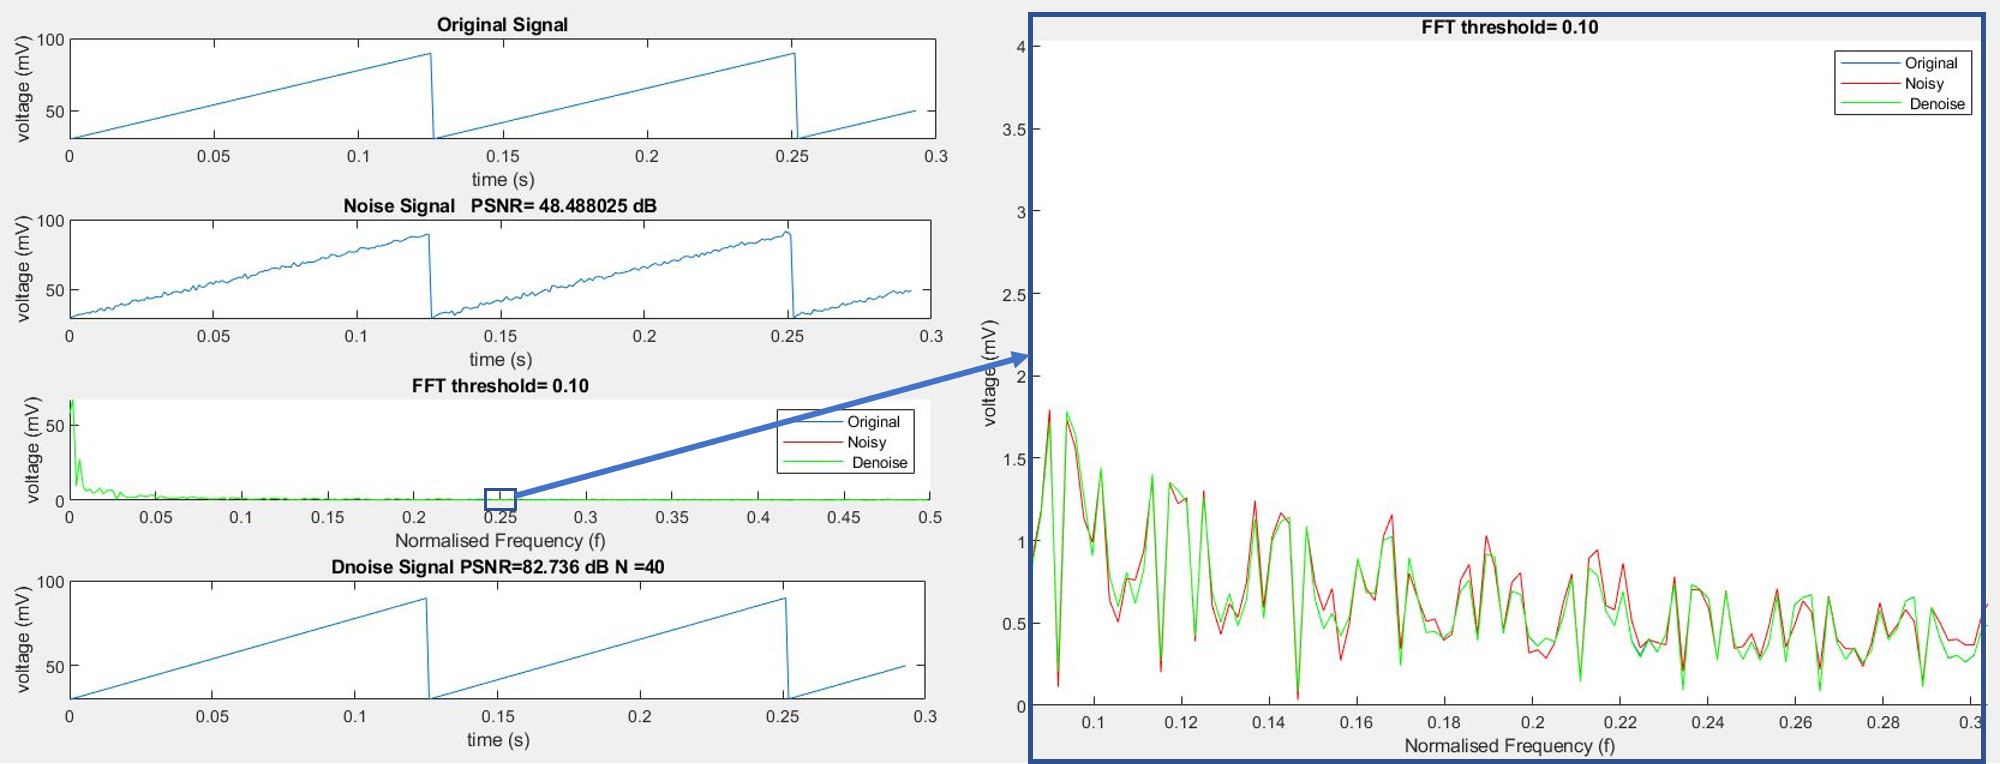 Original Signal
voltage (mV)
100
50
0 0.05 0.1 0.15 0.2 0.25 0.3
time (s)
Noise Signal PSNR= 48.488025 dB
voltage (mV)
100
50
0 0.05 0.1 0.15 0.2 0.25 0.3
time (s)
FFT threshold= 0.10
voltage (mV)
50
0
Original
Noisy
Denoise
0 0.05 0.1 0.15 0.2 0.25 0.3 0.35 0.4 0.45 0.5
Normalised Frequency (f)
Dnoise Signal PSNR=82.736 dB N =40
voltage (mV)
100
50
0 0.05 0.1 0.15 0.2 0.25 0.3
time (s)
FFT threshold= 0.10
voltage (mV)
4
3.5
3
2.5
2
1.5
1
0.5
0
Original
Noisy
Denoise
0.1 0.12 0.14 0.16 0.18 0.2 0.22 0.24 0.26 0.28 0.3
Normalised Frequency (f)